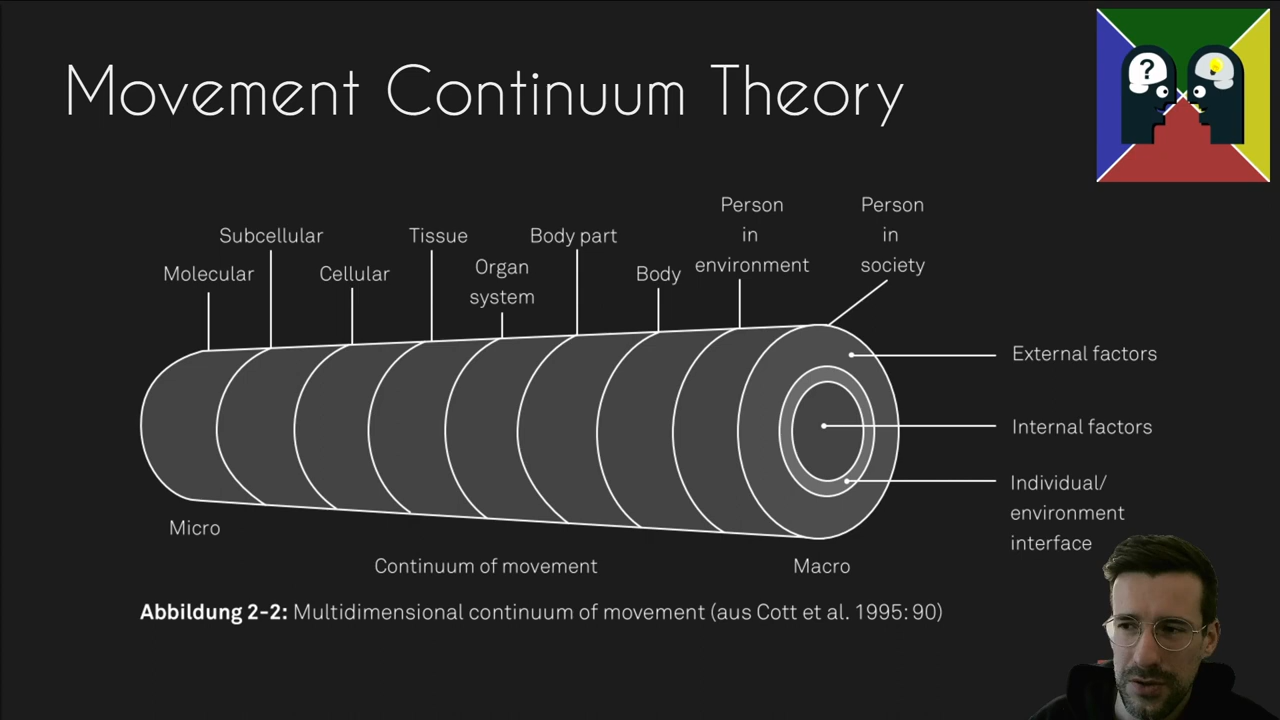 Movement Continuum Theory
?
Molecular
Subcellular
Cellular
Tissue
Organ
system
Body part
Body
Person
in
environment
Person
in
society
External factors
Internal factors
Individual/
environment
interface
Micro
Continuum of movement
Macro
Abbildung 2-2: Multidimensional continuum of movement (aus Cott et al. 1995: 90)